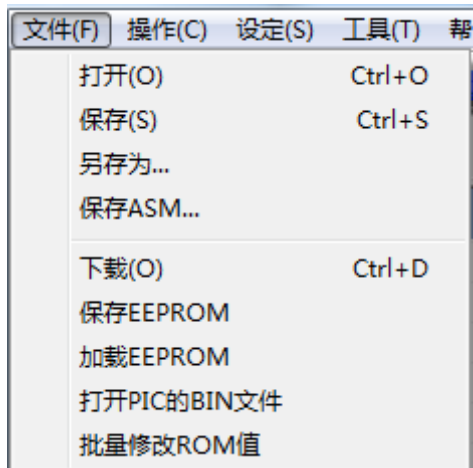 文件(F) 操作(C) 设定(S) 工具(T) 帮
打开(O) Ctrl+O
保存(S) Ctrl+S
另存为...
保存ASM...
下载(O) Ctrl+D
保存EEPROM
加载EEPROM
打开PIC的BIN文件
批量修改ROM值